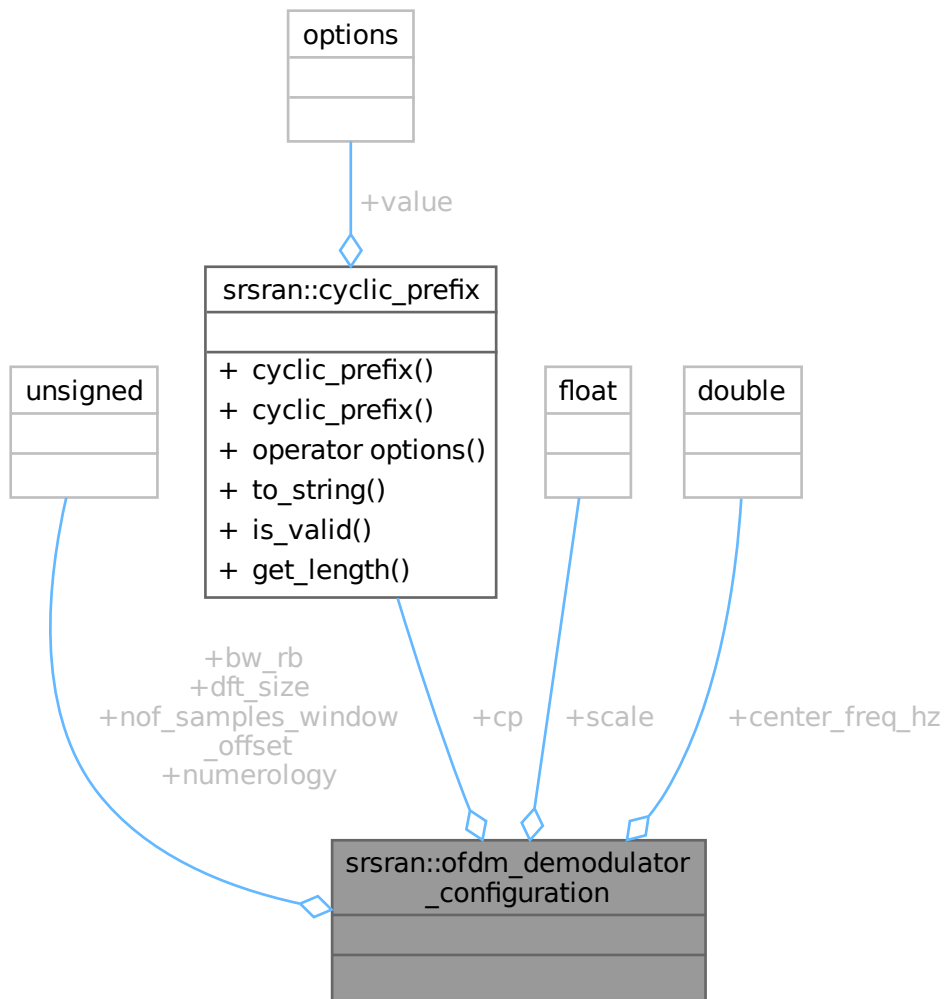 options
+value
srsran::cyclic_prefix
+ cyclic_prefix()
+ cyclic_prefix()
+ operator options()
+ to_string()
+ is_valid()
+ get_length()
unsigned
float
double
+bw_rb
+dft_size
+nof_samples_window
_offset
+numerology
+cp
+scale
+center_freq_hz
srsran::ofdm_demodulator
_configuration